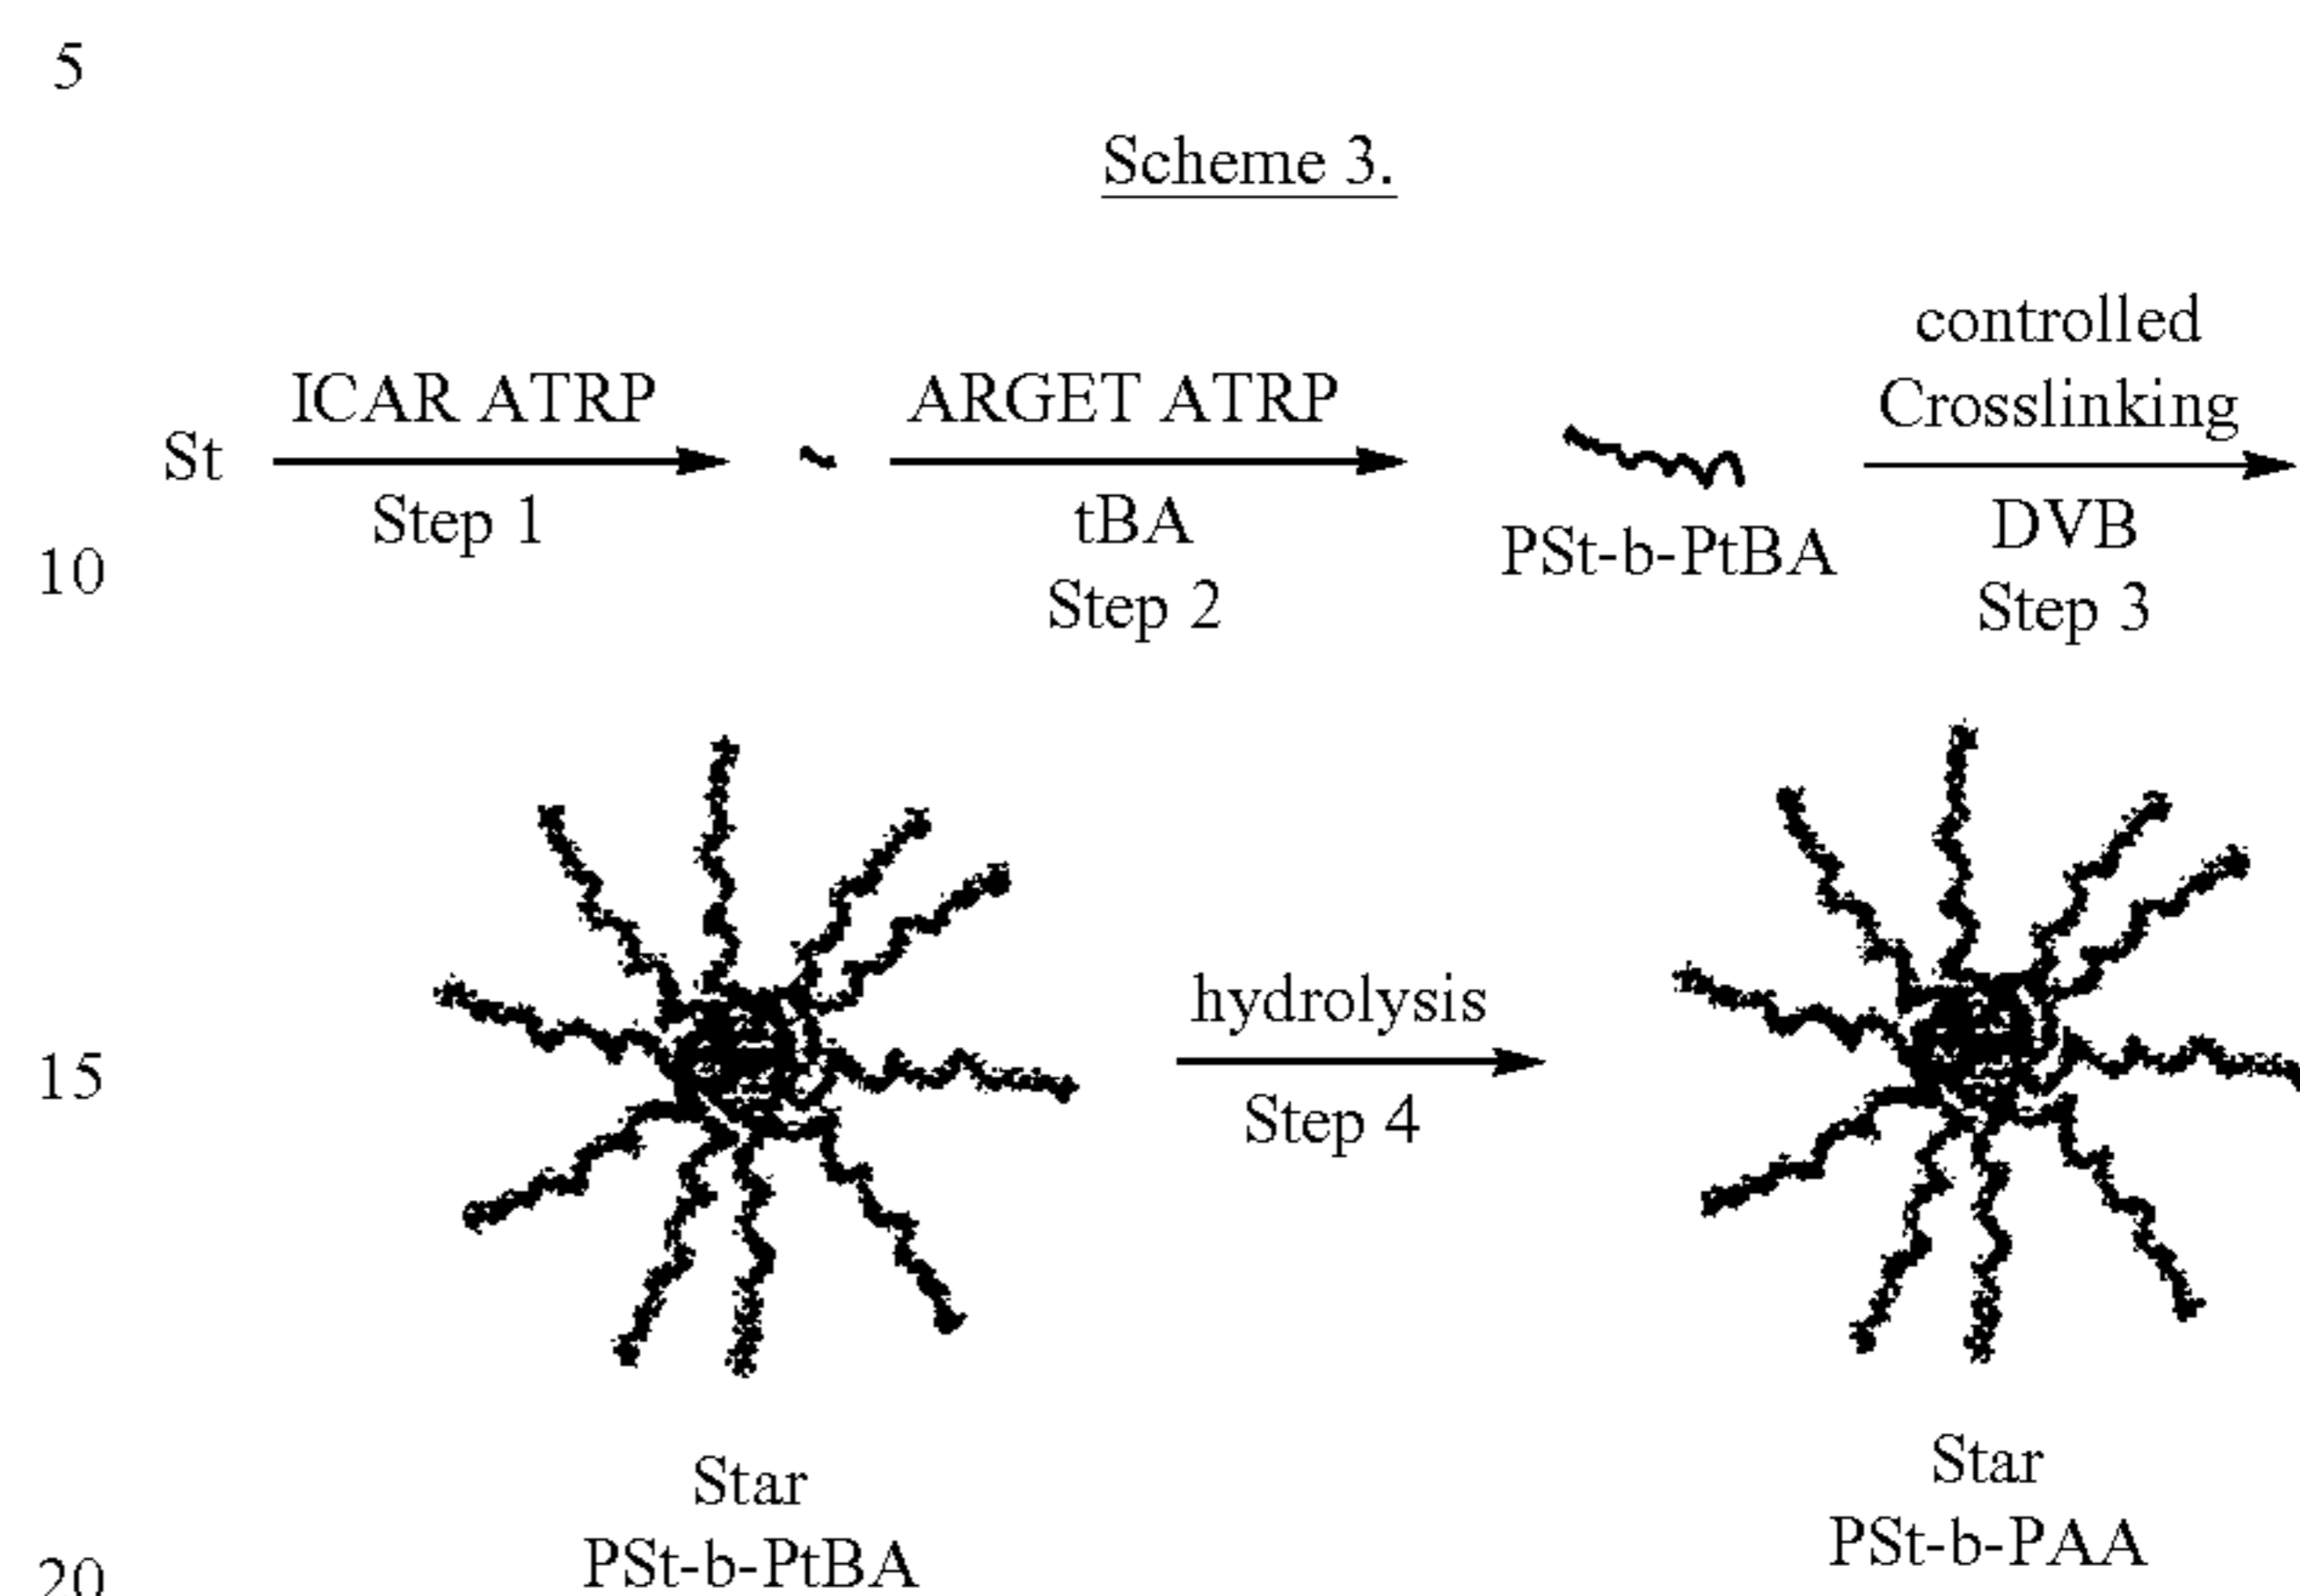 5
Scheme 3.
St
ICAR ATRP
Step 1
ARGET ATRP
tBA
Step 2
PSt-b-PtBA
controlled
Crosslinking
DVB
Step 3
10
15
hydrolysis
Step 4
Star
PSt-b-PtBA
Star
PSt-b-PAA
20